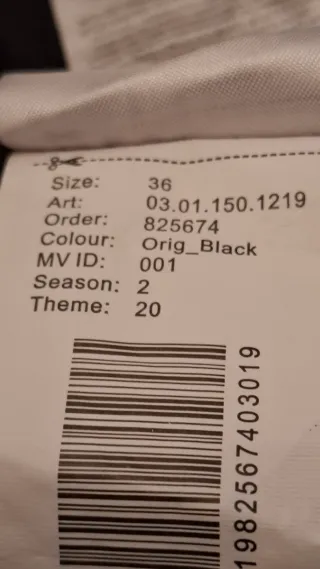 Size: 36
Art: 03.01.150.1219
Order: 825674
Colour: Orig_Black
MV ID: 001
Season: 2
Theme: 20
1982567403019